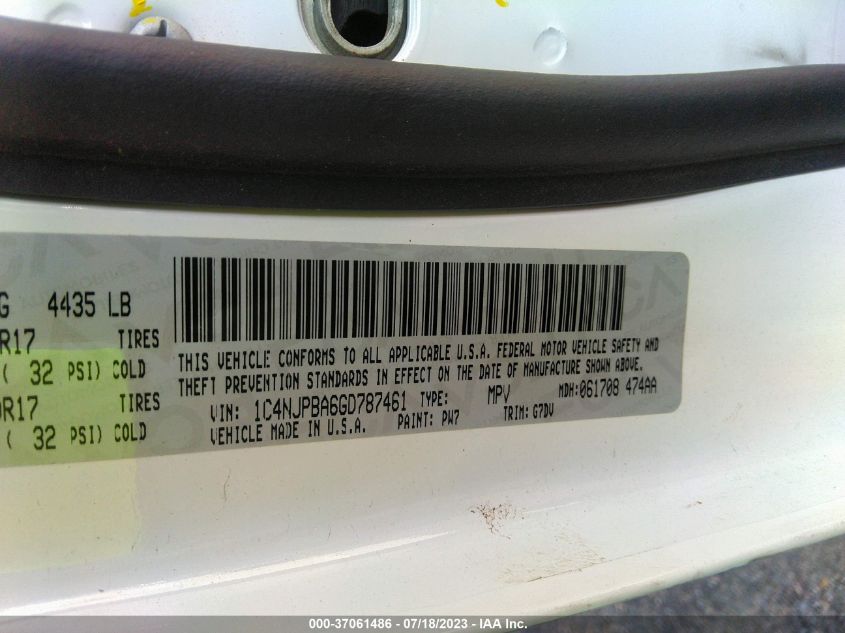 G 4435 LB
R17 TIRES
( 32 PSI) COLD
R17 TIRES
( 32 PSI) COLD
THIS VEHICLE CONFORMS TO ALL APPLICABLE U.S.A. FEDERAL MOTOR VEHICLE SAFETY AND
THEFT PREVENTION STANDARDS IN EFFECT ON THE DATE OF MANUFACTURE SHOWN ABOVE.
VIN: 1C4NJPBA6GD787461 TYPE: MPV MDH:061708 474AA
VEHICLE MADE IN U.S.A. PAINT: PW7 TRIM: G7DV
000-37061486 - 07/18/2023 - IAA Inc.